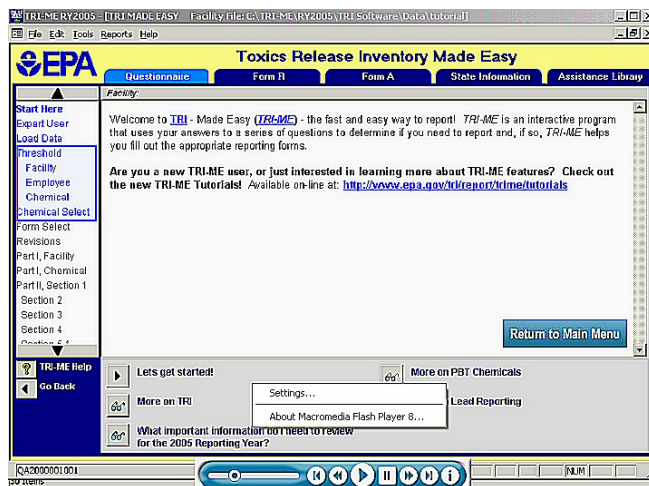 TRI-ME RY2005 - [TRI MADE EASY Facility File: C:\TRI-ME\RY2005\TRI Software\Data\tutorial]
File Edit Tools Reports Help
EPA
Toxics Release Inventory Made Easy
Questionnaire Form R Form A State Information Assistance Library
Facility:
Start Here
Expert User
Load Data
Threshold
Facility
Employee
Chemical
Chemical Select
Form Select
Revisions
Part I, Facility
Part I, Chemical
Part II, Section 1
Section 2
Section 3
Section 4
Welcome to TRI - Made Easy (TRI-ME) - the fast and easy way to report! TRI-ME is an interactive program
that uses your answers to a series of questions to determine if you need to report and, if so, TRI-ME helps
you fill out the appropriate reporting forms.
Are you a new TRI-ME user, or just interested in learning more about TRI-ME features? Check out
the new TRI-ME Tutorials! Available on-line at: http://www.epa.gov/tri/report/trime/tutorials
Return to Main Menu
TRI-ME Help
Go Back
Lets get started!
More on PBT Chemicals
More on TRI
Lead Reporting
What important information do I need to review
for the 2005 Reporting Year?
Settings...
About Macromedia Flash Player 8...
QA2000001001
NUM
50 items